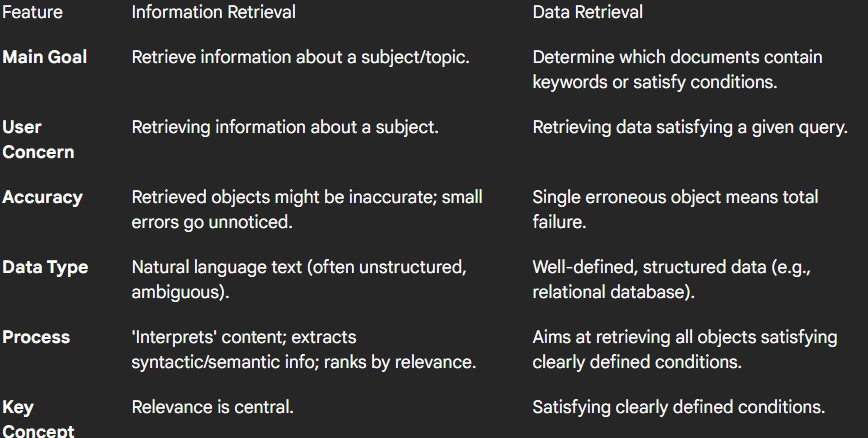 Feature Information Retrieval Data Retrieval
Main Goal Retrieve information about a subject/topic. Determine which documents contain
keywords or satisfy conditions.
User Retrieving information about a subject. Retrieving data satisfying a given query.
Concern
Accuracy Retrieved objects might be inaccurate; small Single erroneous object means total
errors go unnoticed. failure.
Data Type Natural language text (often unstructured, Well-defined, structured data (e.g.,
ambiguous). relational database).
Process 'Interprets' content; extracts Aims at retrieving all objects satisfying
syntactic/semantic info; ranks by relevance. clearly defined conditions.
Key Relevance is central. Satisfying clearly defined conditions.
Concept